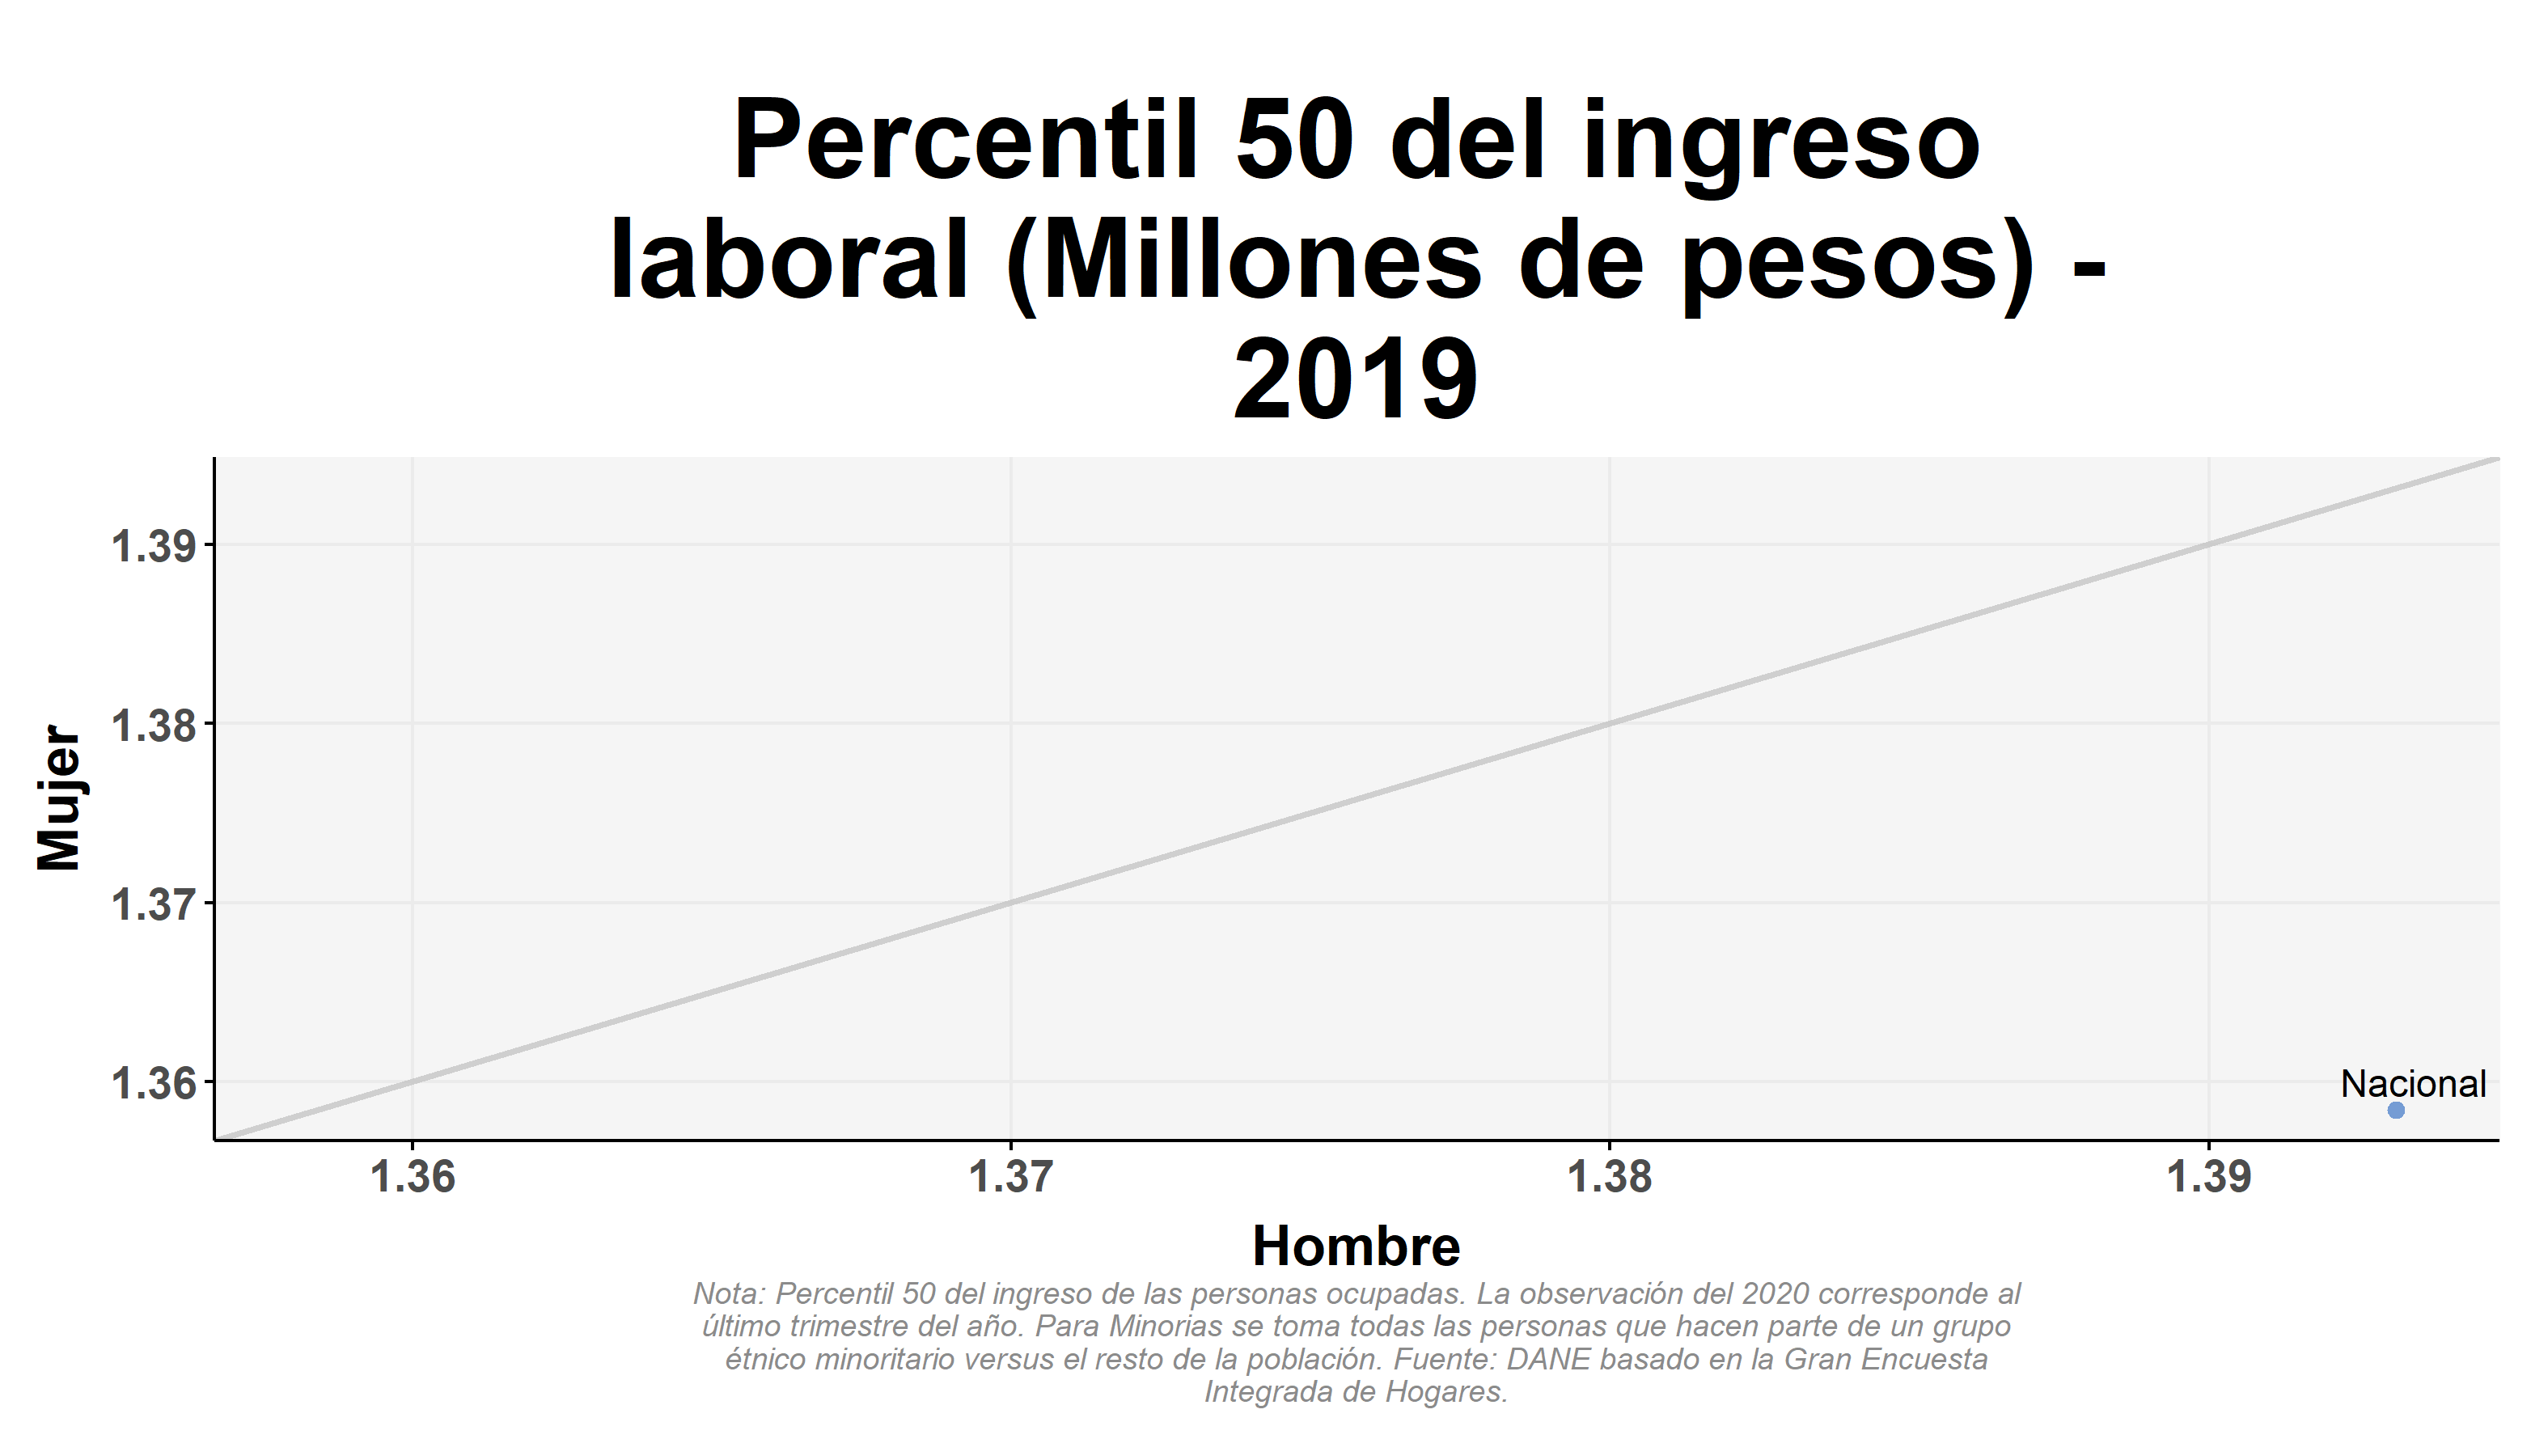 Percentil 50 del ingreso
laboral (Millones de pesos) -
2019
1.39
1.38
1.37
1.36
Mujer
Nacional
1.36
1.37
1.38
1.39
Hombre
Nota: Percentil 50 del ingreso de las personas ocupadas. La observación del 2020 corresponde al
último trimestre del año. Para Minorias se toma todas las personas que hacen parte de un grupo
étnico minoritario versus el resto de la población. Fuente: DANE basado en la Gran Encuesta
Integrada de Hogares.